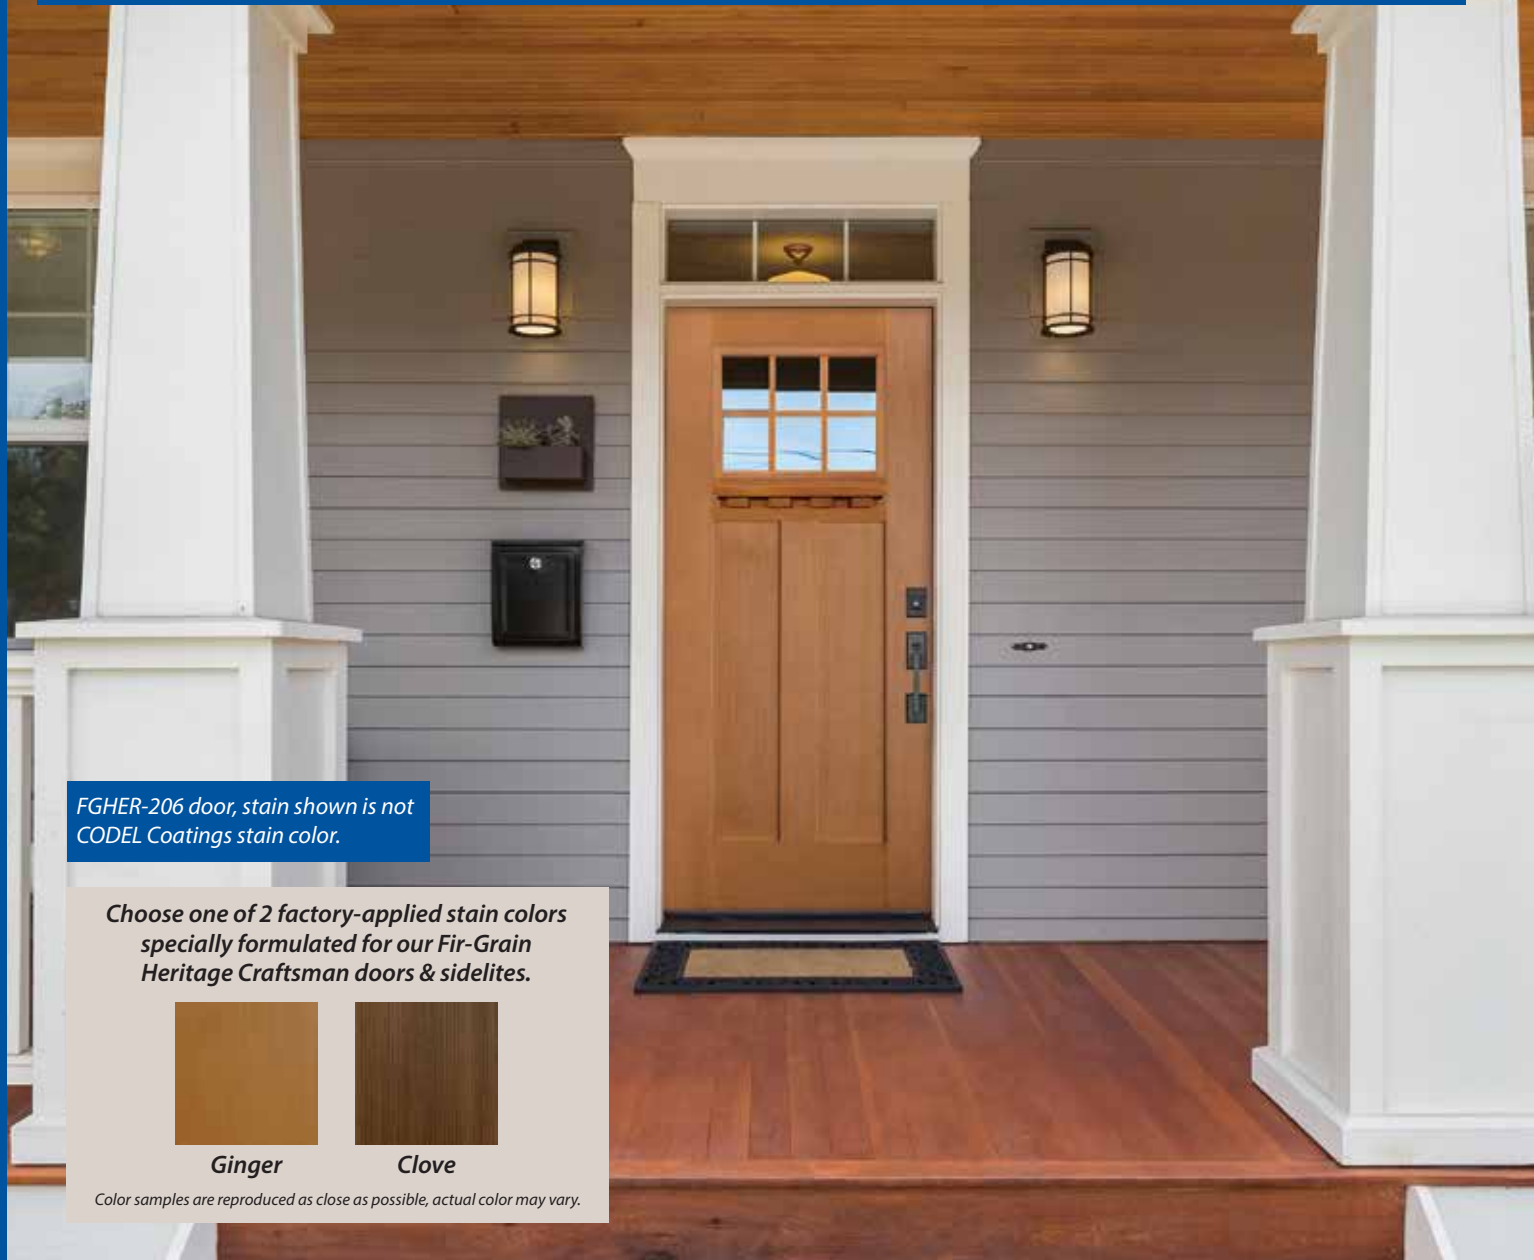 FGHER-206 door, stain shown is not
CODEL Coatings stain color.
Choose one of 2 factory-applied stain colors
specially formulated for our Fir-Grain
Heritage Craftsman doors & sidelites.
Ginger Clove
Color samples are reproduced as close as possible, actual color may vary.